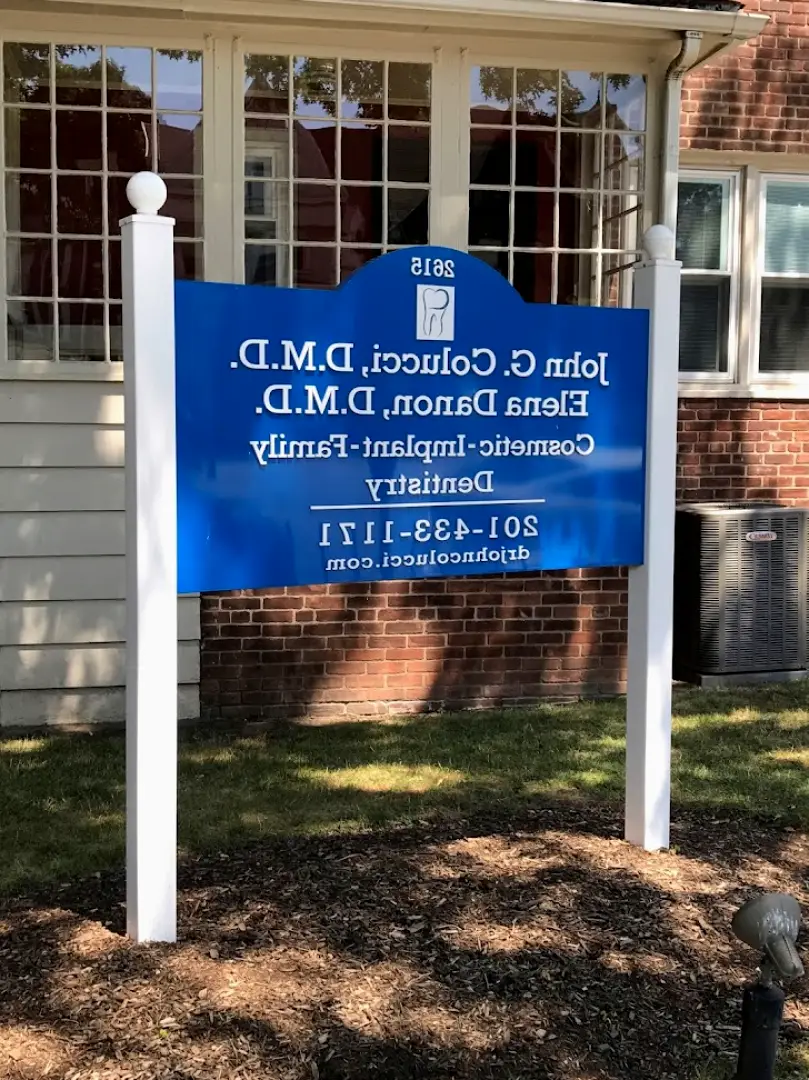 2615
John G. Colucci, D.M.D.
Elena Danon, D.M.D.
Cosmetic-Implant-Family
Dentistry
201-433-1171
drjohncolucci.com